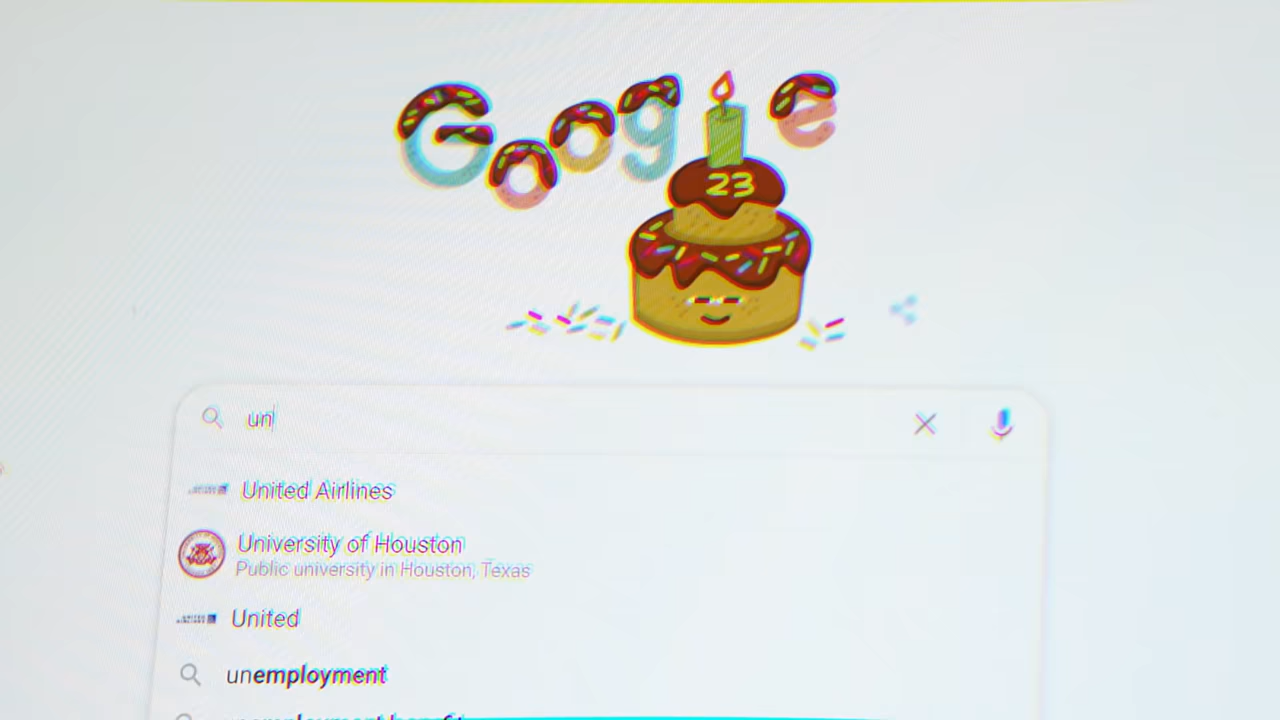 Google
23
un
United Airlines
University of Houston
Public university in Houston, Texas
United
unemployment